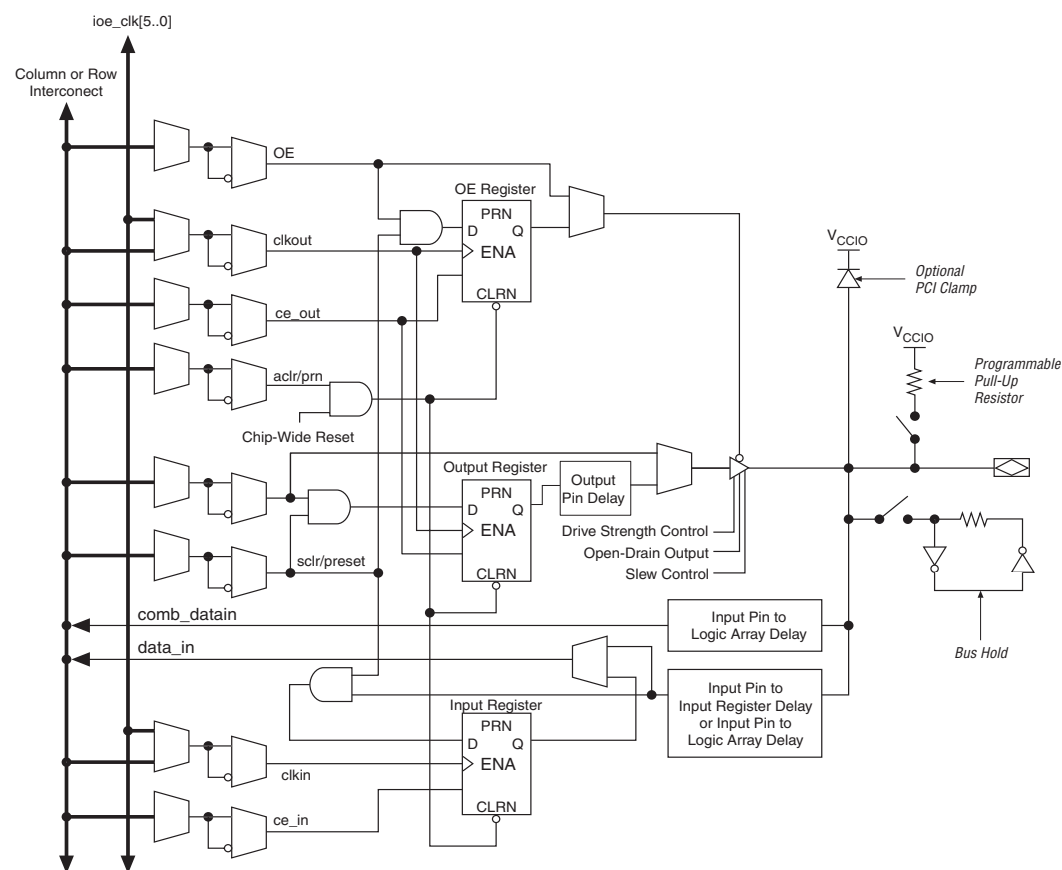 ioe_clk[5..0]
Column or Row
Interconect
OE
OE Register
PRN
D Q
ENA
CLRN
clkout
ce_out
aclr/prn
Chip-Wide Reset
VCCIO
Optional
PCI Clamp
VCCIO
Programmable
Pull-Up
Resistor
Output Register
PRN
D Q
ENA
CLRN
Output
Pin Delay
Drive Strength Control
Open-Drain Output
Slew Control
sclr/preset
comb_datain
data_in
Input Pin to
Logic Array Delay
Bus Hold
Input Pin to
Input Register Delay
or Input Pin to
Logic Array Delay
Input Register
PRN
D Q
ENA
CLRN
clkin
ce_in